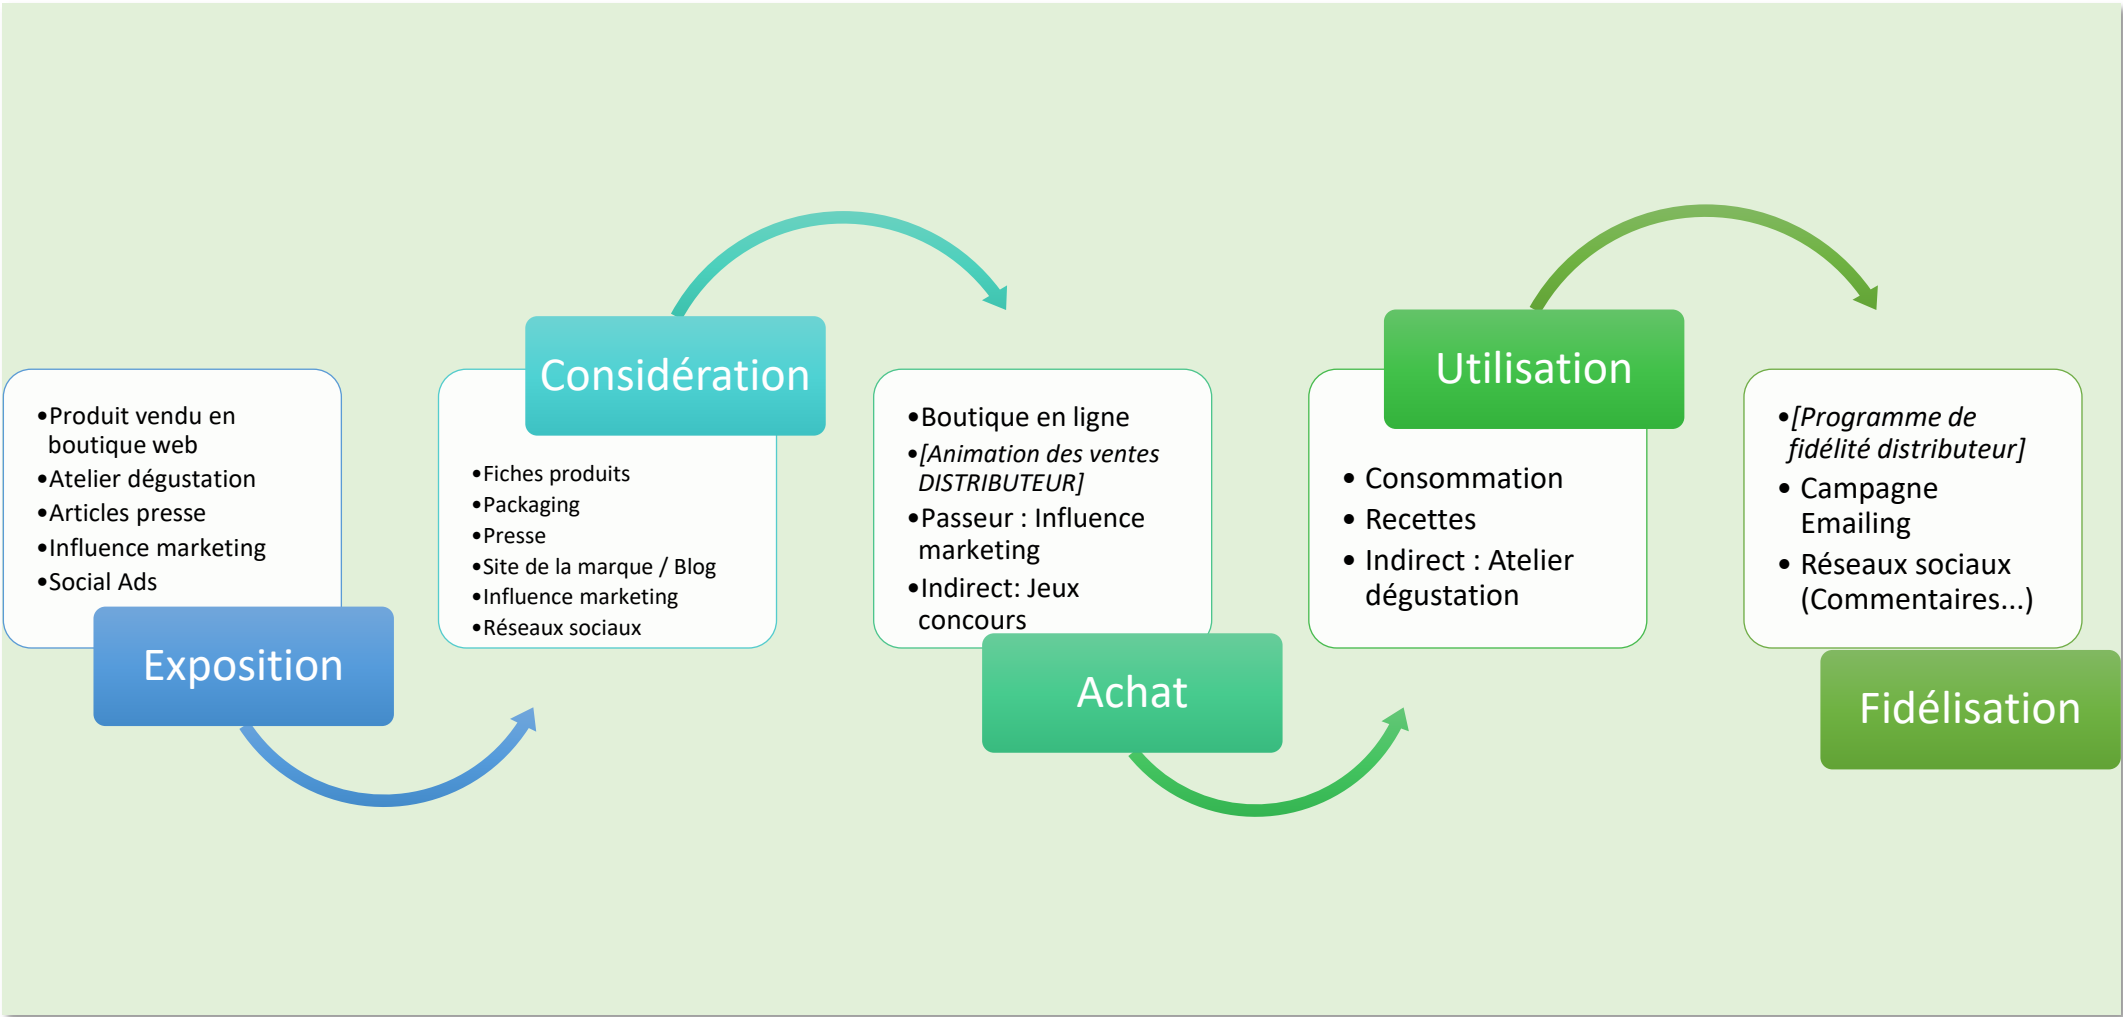 •Produit vendu en
boutique web
•Atelier dégustation
•Articles presse
•Influence marketing
•Social Ads
Exposition
Considération
•Fiches produits
•Packaging
•Presse
•Site de la marque / Blog
•Influence marketing
•Réseaux sociaux
•Boutique en ligne
•[Animation des ventes
DISTRIBUTEUR]
•Passeur : Influence
marketing
•Indirect: Jeux
concours
Achat
Utilisation
• Consommation
• Recettes
• Indirect : Atelier
dégustation
•[Programme de
fidélité distributeur]
• Campagne
Emailing
• Réseaux sociaux
(Commentaires...)
Fidélisation